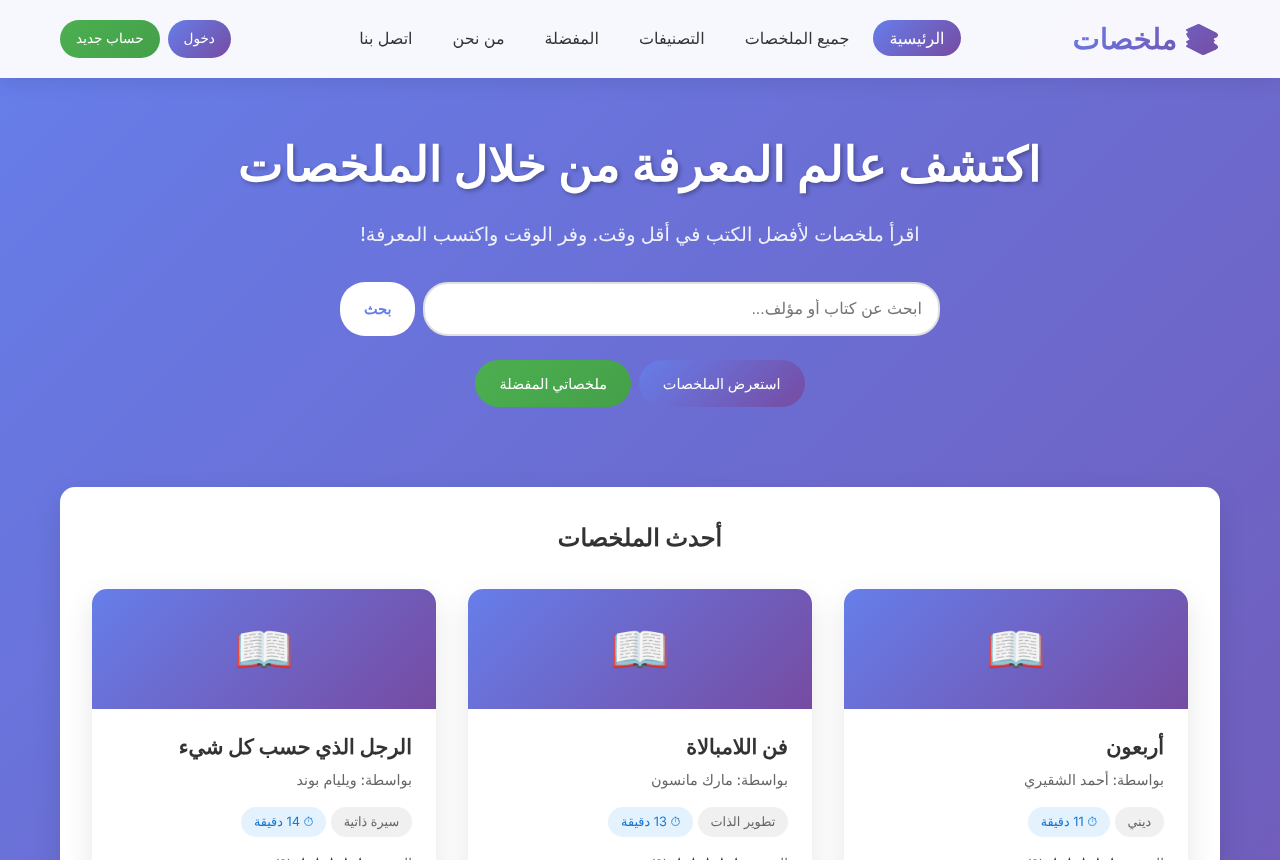 ملخصات
الرئيسية
جميع الملخصات
التصنيفات
المفضلة
من نحن
اتصل بنا
دخول
حساب جديد
اكتشف عالم المعرفة من خلال الملخصات
اقرأ ملخصات لأفضل الكتب في أقل وقت. وفر الوقت واكتسب المعرفة!
ابحث عن كتاب أو مؤلف...
بحث
استعرض الملخصات
ملخصاتي المفضلة
أحدث الملخصات
أربعون
بواسطة: أحمد الشقيري
ديني
⏱ 11 دقيقة
فن اللامبالاة
بواسطة: مارك مانسون
تطوير الذات
⏱ 13 دقيقة
الرجل الذي حسب كل شيء
بواسطة: ويليام بوند
سيرة ذاتية
⏱ 14 دقيقة